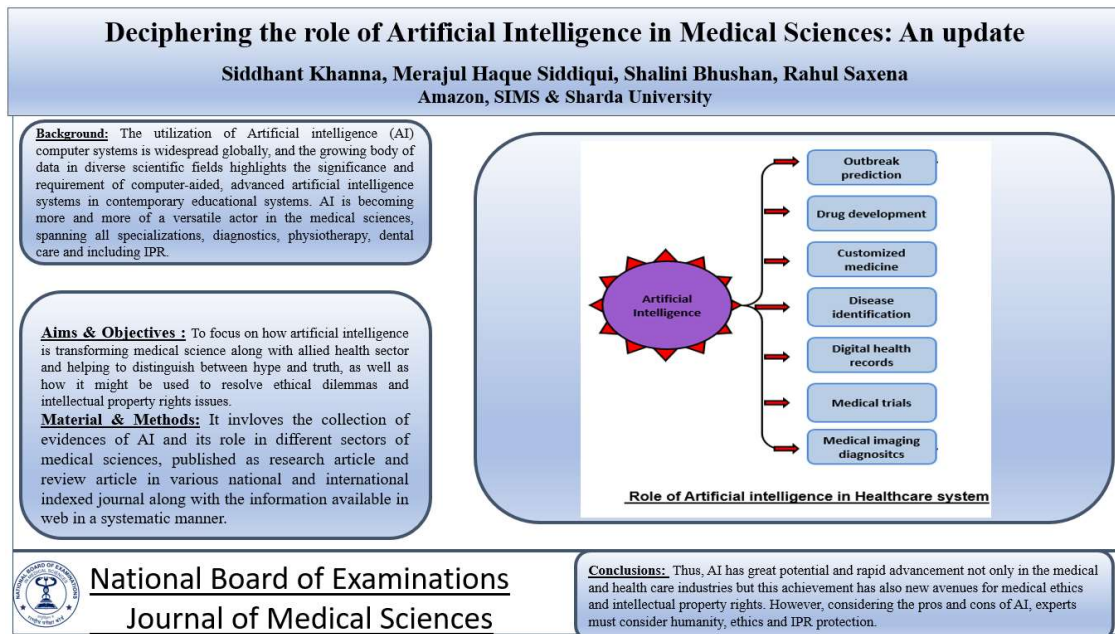 Deciphering the role of Artificial Intelligence in Medical Sciences: An update
Siddhant Khanna, Merajul Haque Siddiqui, Shalini Bhushan, Rahul Saxena
Amazon, SIMS & Sharda University
Background: The utilization of Artificial intelligence (AI)
computer systems is widespread globally, and the growing body of
data in diverse scientific fields highlights the significance and
requirement of computer-aided, advanced artificial intelligence
systems in contemporary educational systems. AI is becoming
more and more of a versatile actor in the medical sciences,
spanning all specializations, diagnostics, physiotherapy, dental
care and including IPR.
Aims & Objectives : To focus on how artificial intelligence
is transforming medical science along with allied health sector
and helping to distinguish between hype and truth, as well as
how it might be used to resolve ethical dilemmas and
intellectual property rights issues.
Material & Methods: It invloves the collection of
evidences of AI and its role in different sectors of
medical sciences, published as research article and
review article in various national and international
indexed journal along with the information available in
web in a systematic manner.
Artificial
Intelligence
Outbreak
prediction
Drug development
Customized
medicine
Disease
identification
Digital health
records
Medical trials
Medical imaging
diagnositcs
Role of Artificial intelligence in Healthcare system
NATIONAL BOARD OF EXAMINATIONS
IN MEDICAL SCIENCES
National Board of Examinations
Journal of Medical Sciences
Conclusions: Thus, AI has great potential and rapid advancement not only in the medical
and health care industries but this achievement has also new avenues for medical ethics
and intellectual property rights. However, considering the pros and cons of AI, experts
must consider humanity, ethics and IPR protection.